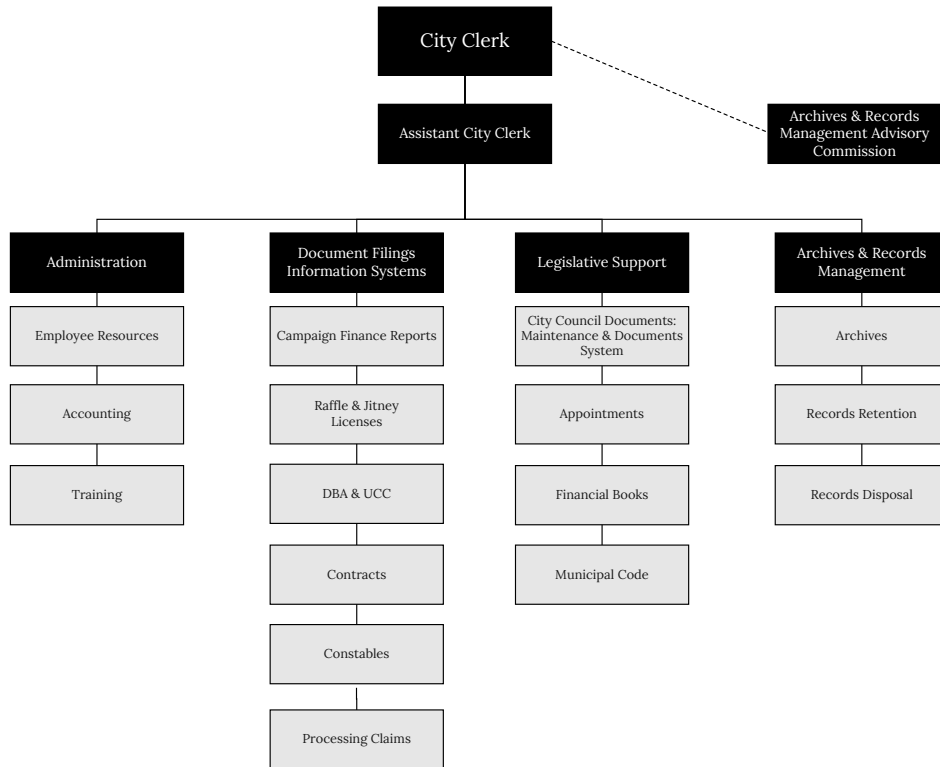 City Clerk
Assistant City Clerk
Archives & Records
Management Advisory
Commission
Administration
Document Filings
Information Systems
Legislative Support
Archives & Records
Management
Employee Resources
Campaign Finance Reports
City Council Documents:
Maintenance & Documents
System
Archives
Accounting
Raffle & Jitney
Licenses
Appointments
Records Retention
Training
DBA & UCC
Financial Books
Records Disposal
Contracts
Municipal Code
Constables
Processing Claims